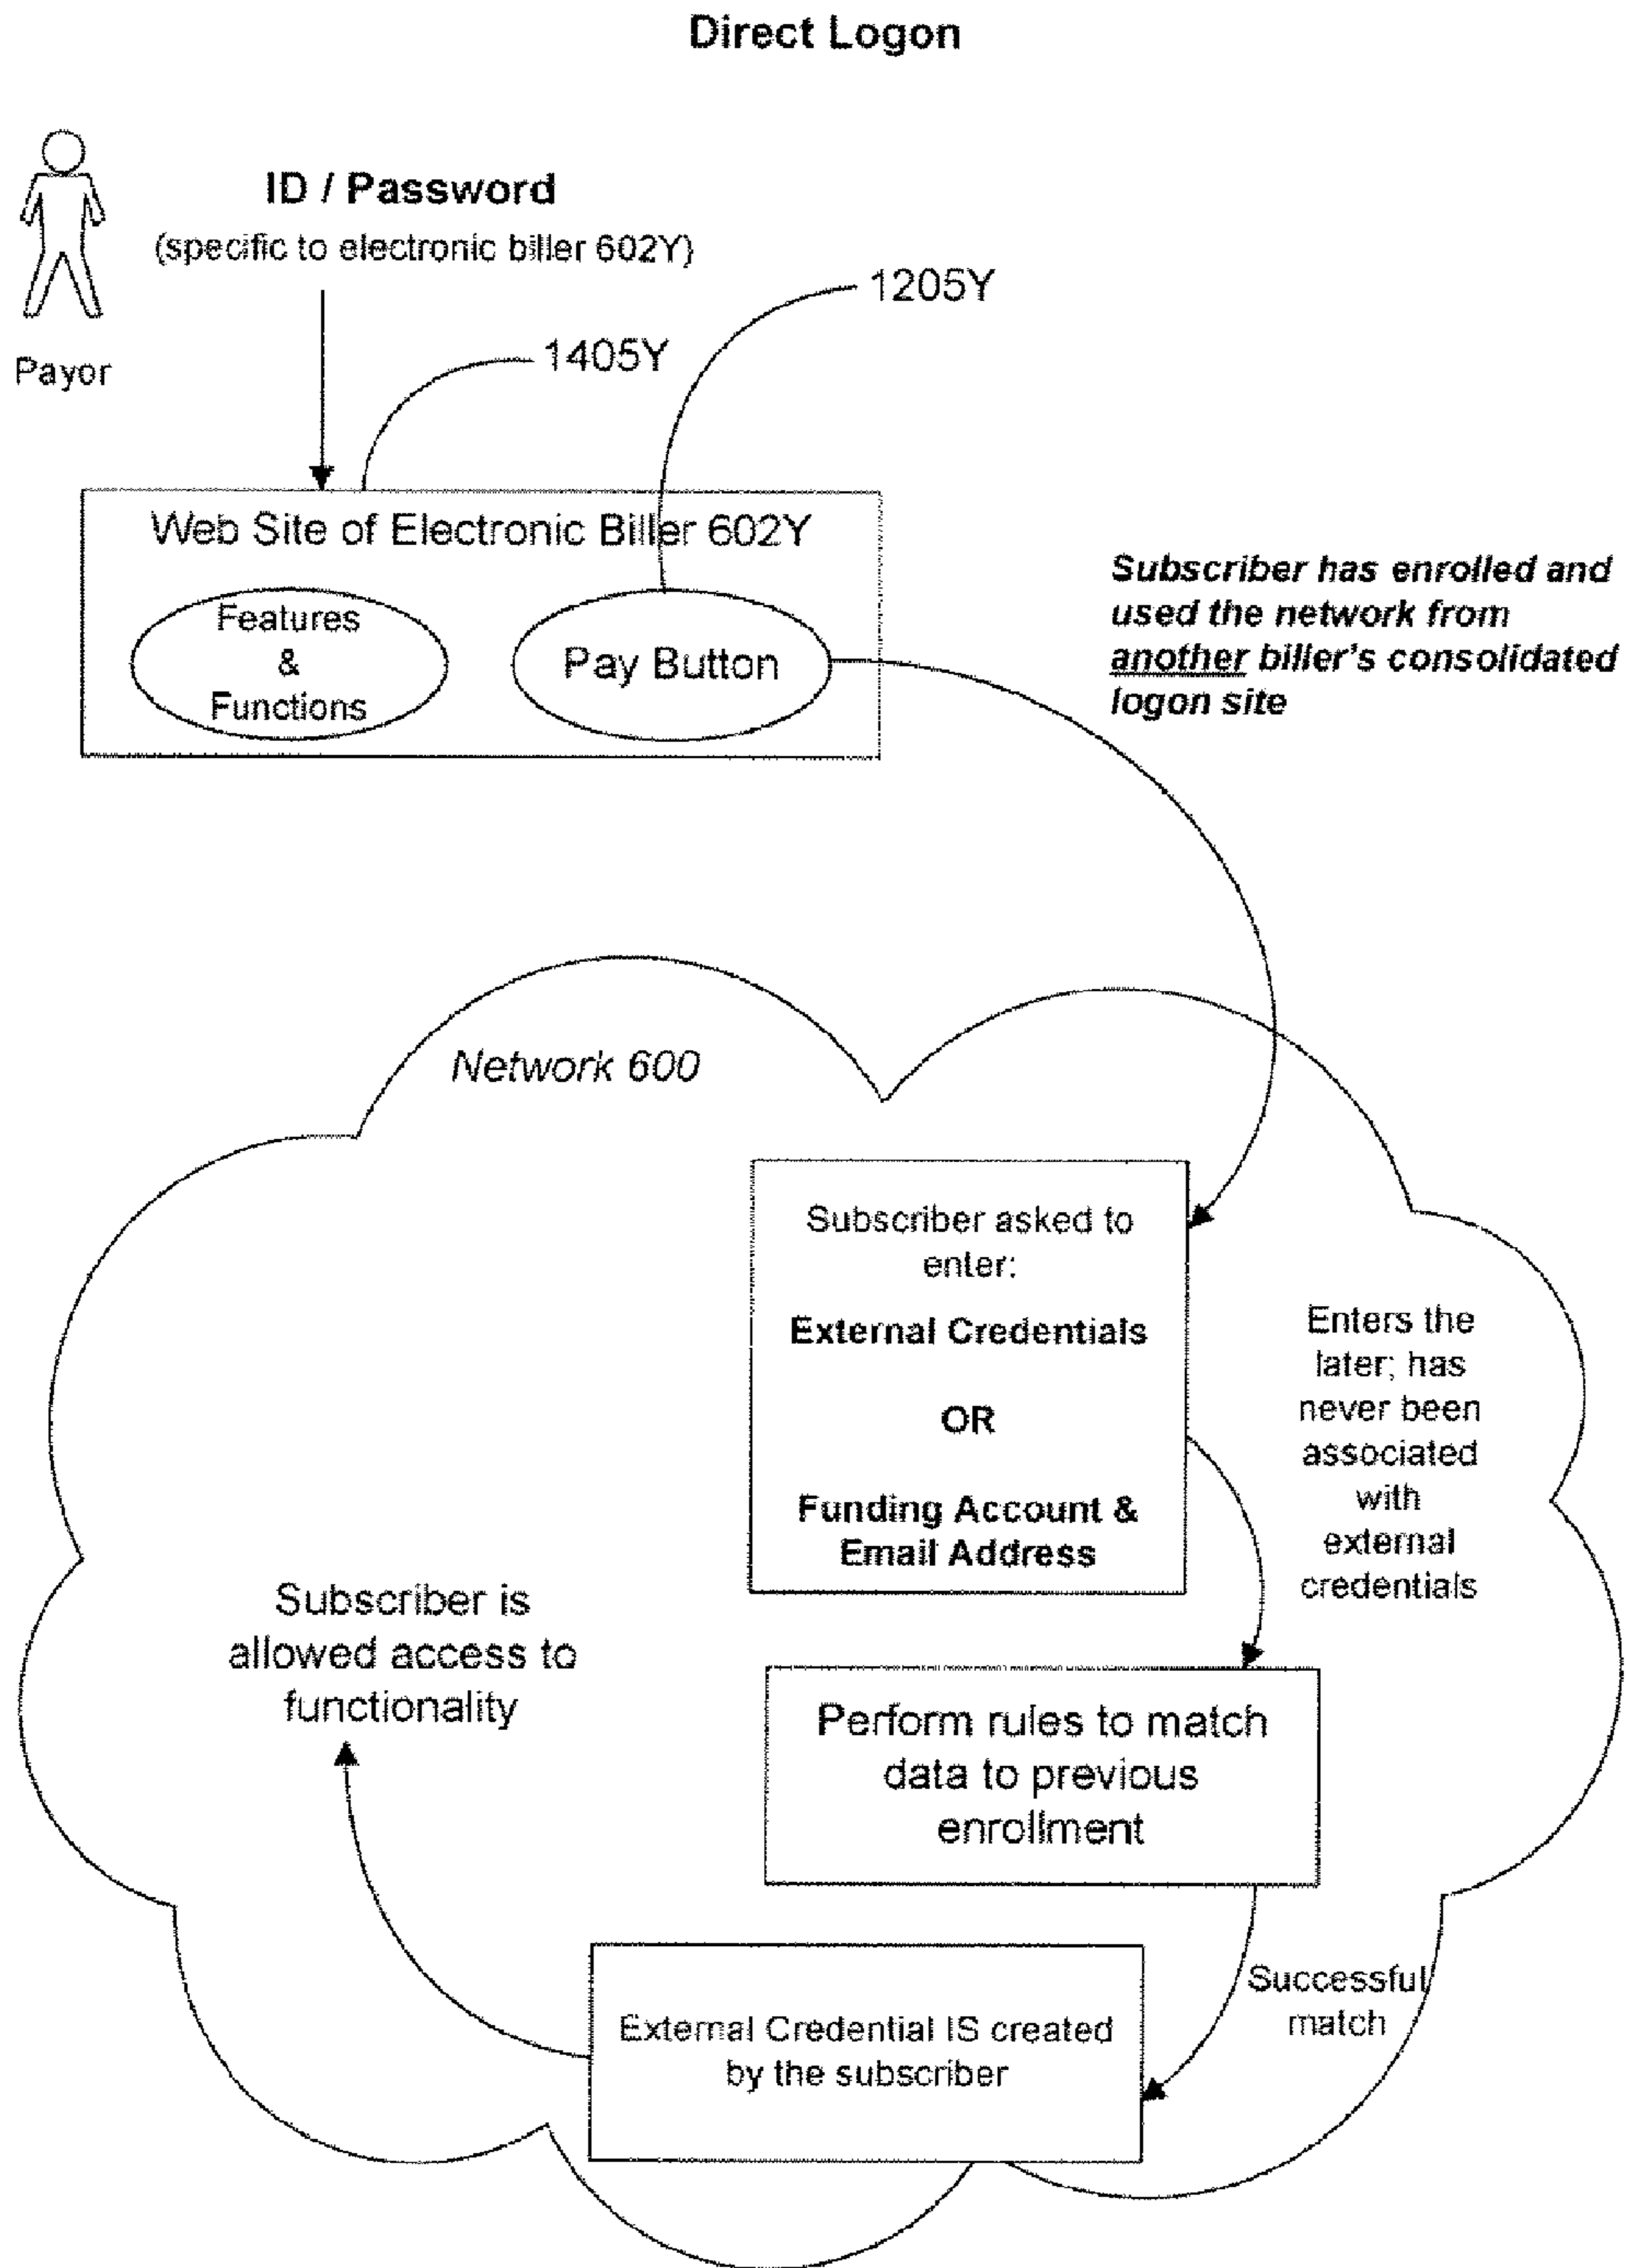 Direct Logon
ID / Password
(specific to electronic biller 602Y)
1205Y
1405Y
Payor
Web Site of Electronic Biller 602Y
Features
&
Functions
Pay Button
Subscriber has enrolled and
used the network from
another biller's consolidated
logon site
Network 600
Subscriber asked to
enter:
External Credentials
OR
Funding Account &
Email Address
Enters the
later; has
never been
associated
with
external
credentials
Subscriber is
allowed access to
functionality
Perform rules to match
data to previous
enrollment
Successful
match
External Credential IS created
by the subscriber